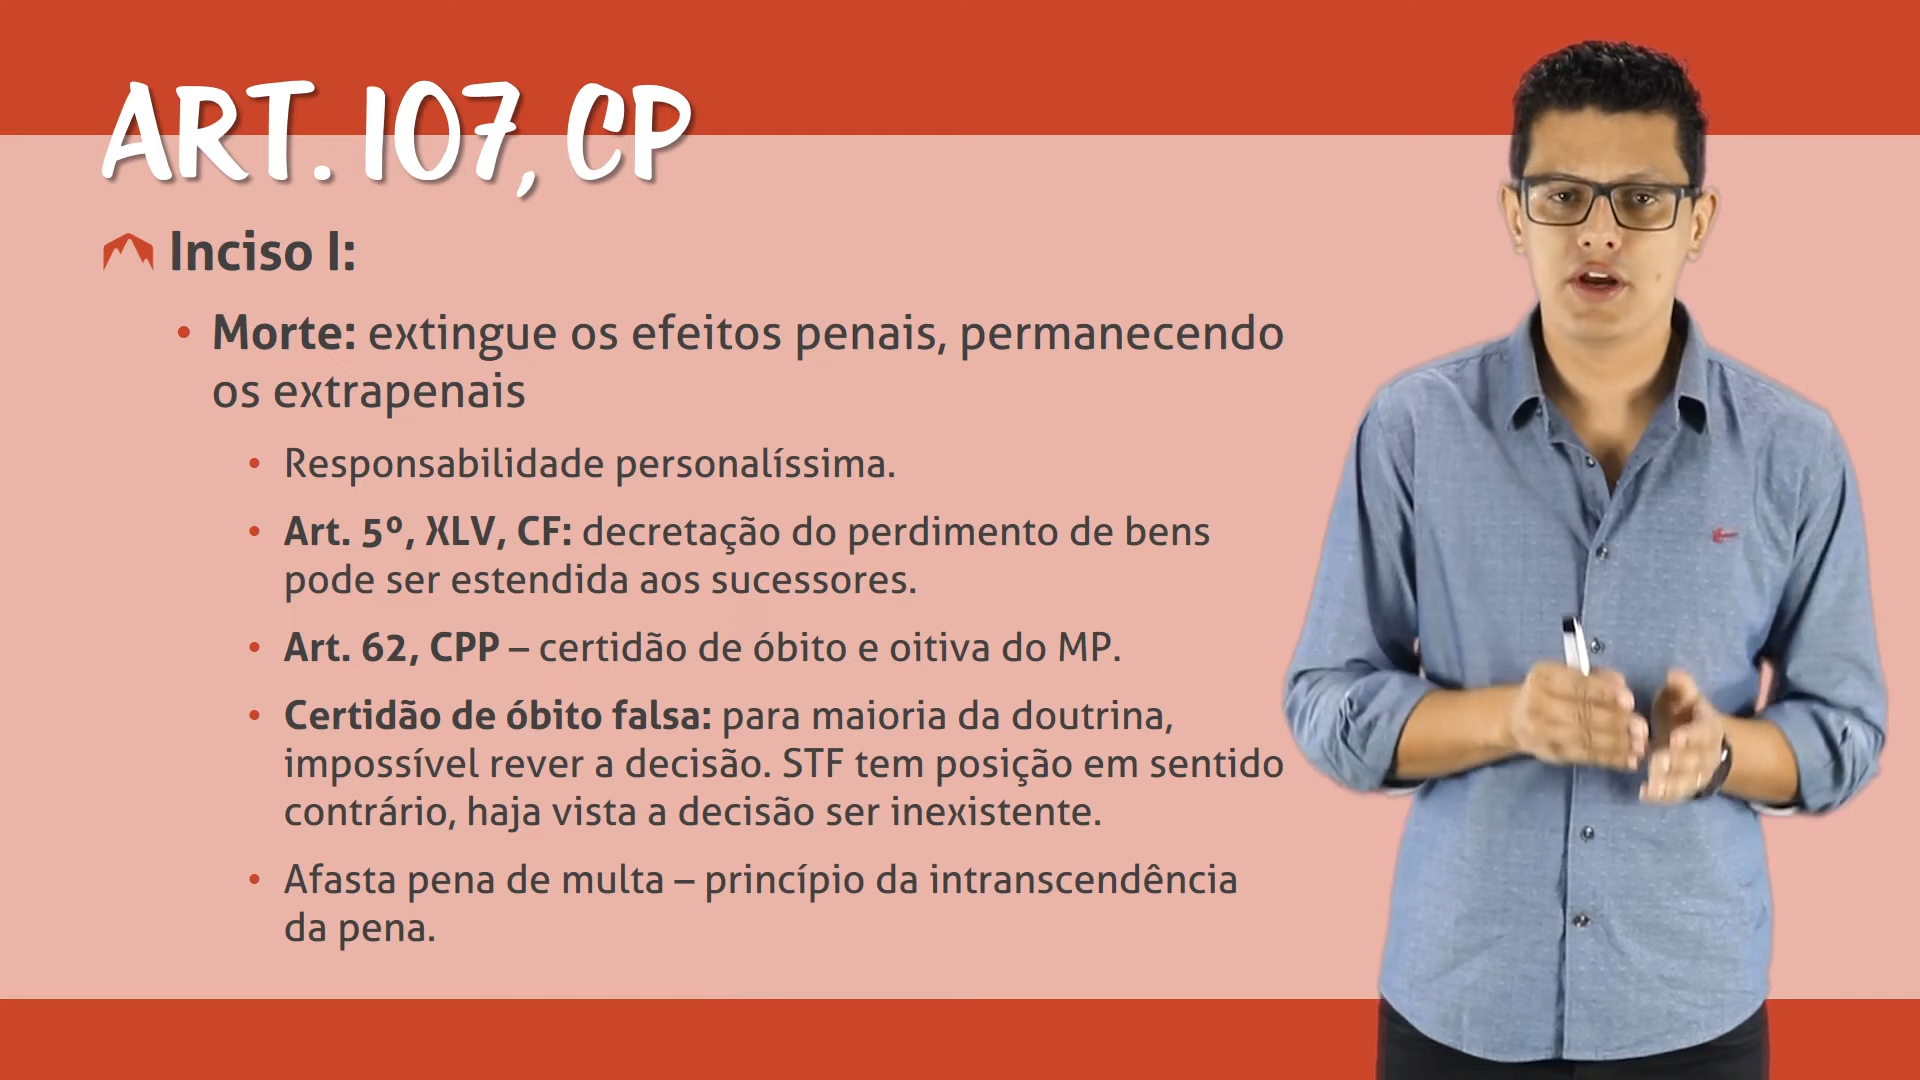 ART. 107, CP
Inciso I:
• Morte: extingue os efeitos penais, permanecendo
os extrapenais
• Responsabilidade personalíssima.
• Art. 5º, XLV, CF: decretação do perdimento de bens
pode ser estendida aos sucessores.
• Art. 62, CPP – certidão de óbito e oitiva do MP.
• Certidão de óbito falsa: para maioria da doutrina,
impossível rever a decisão. STF tem posição em sentido
contrário, haja vista a decisão ser inexistente.
• Afasta pena de multa – princípio da intranscendência
da pena.